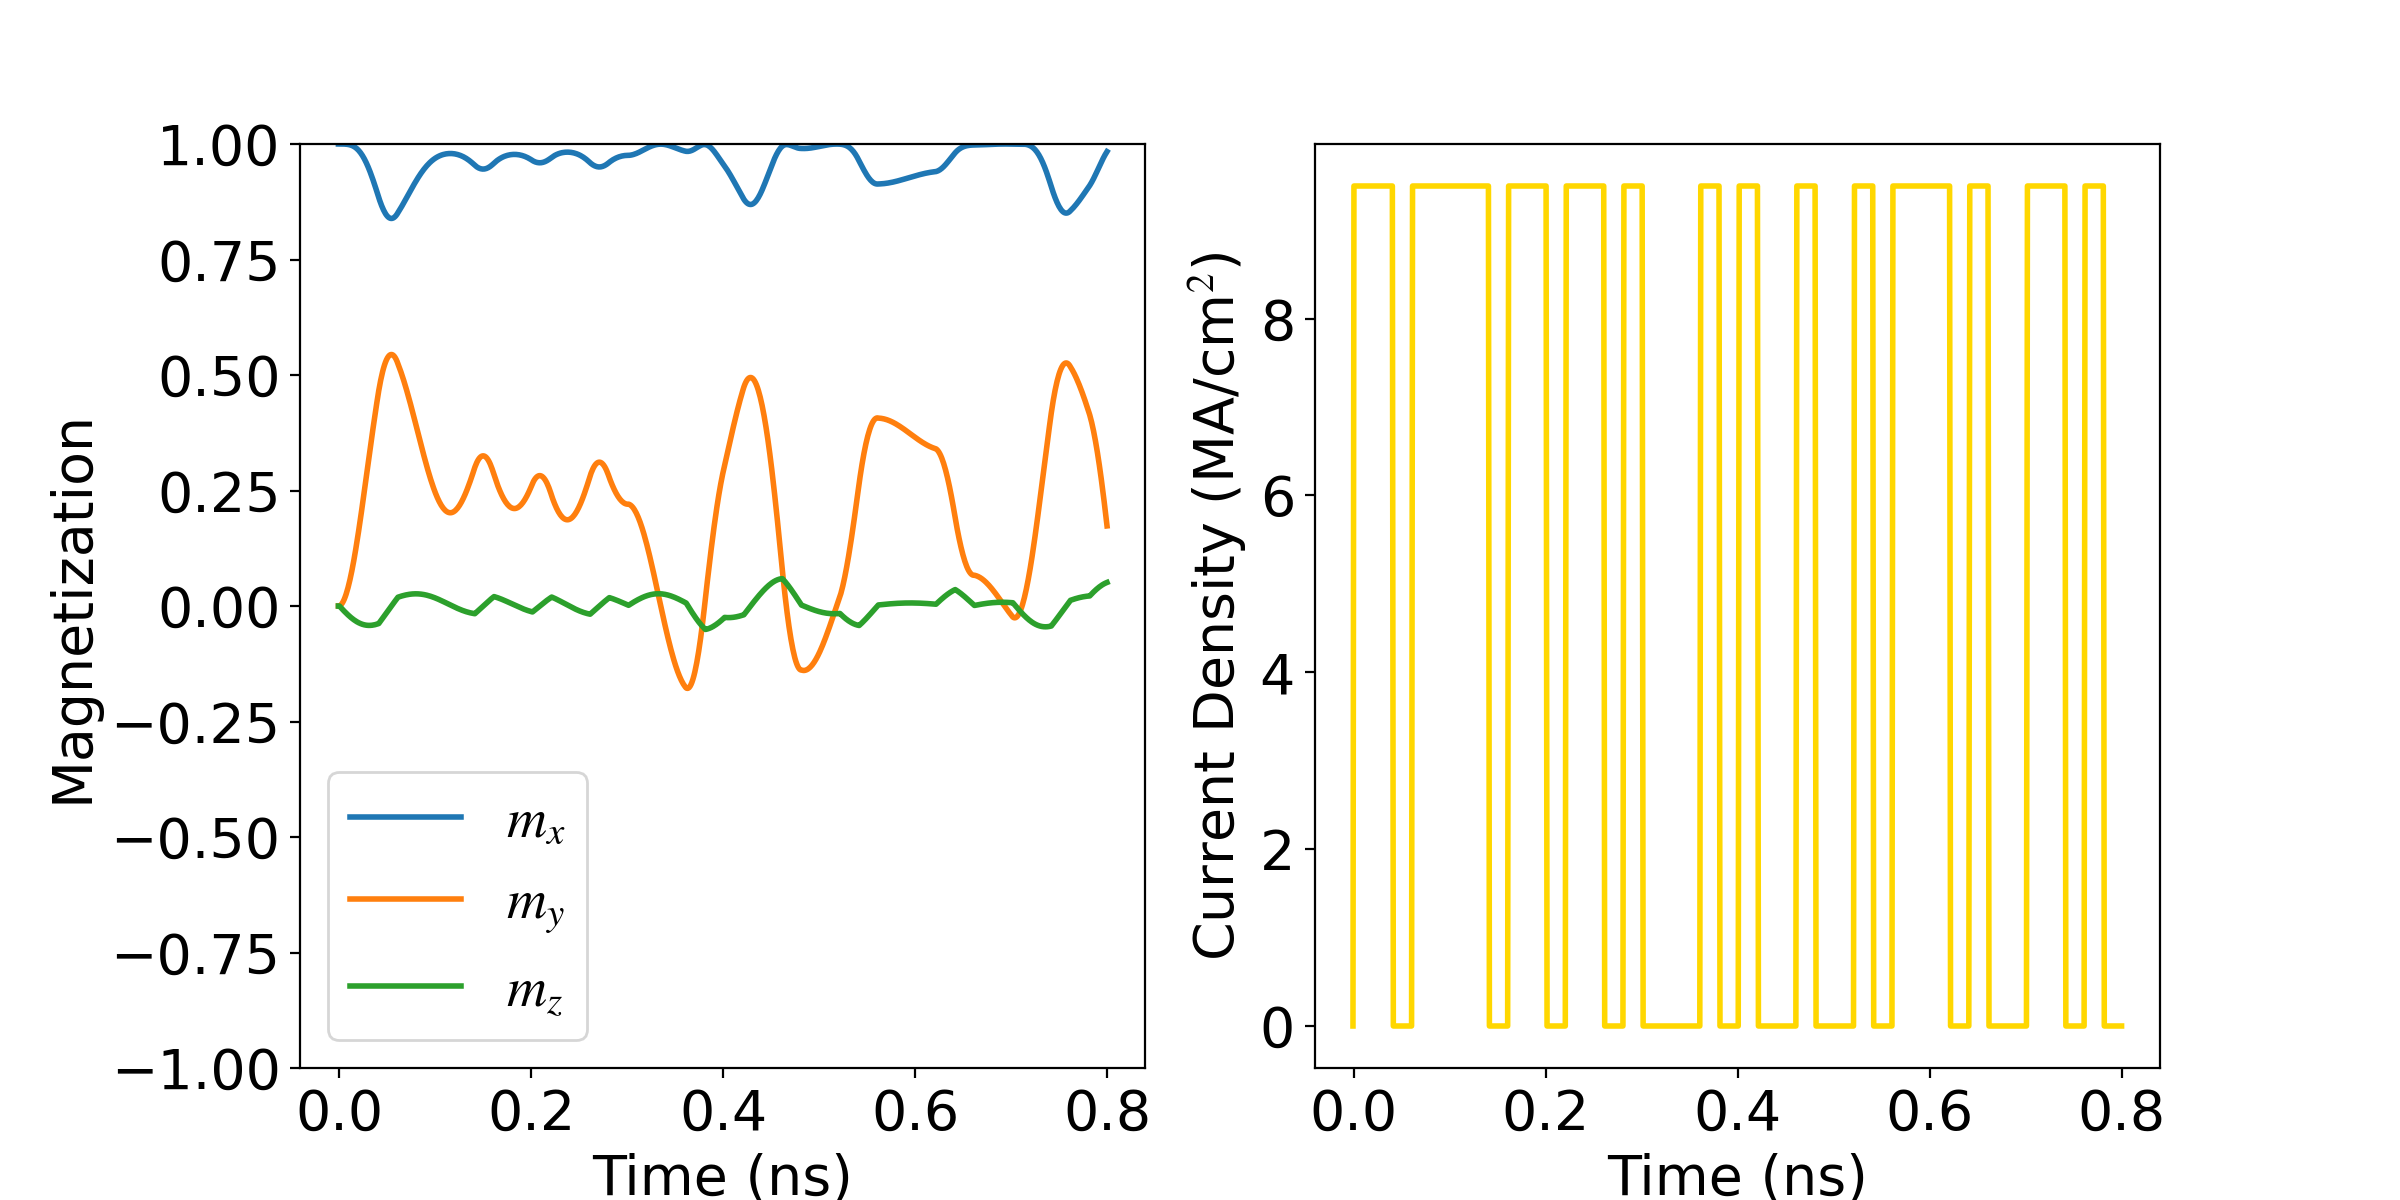 Magnetization
1.00
0.75
0.50
0.25
0.00
−0.25
−0.50
−0.75
−1.00
m_x
m_y
m_z
0.0 0.2 0.4 0.6 0.8
Time (ns)
Current Density (MA/cm²)
8
6
4
2
0
0.0 0.2 0.4 0.6 0.8
Time (ns)